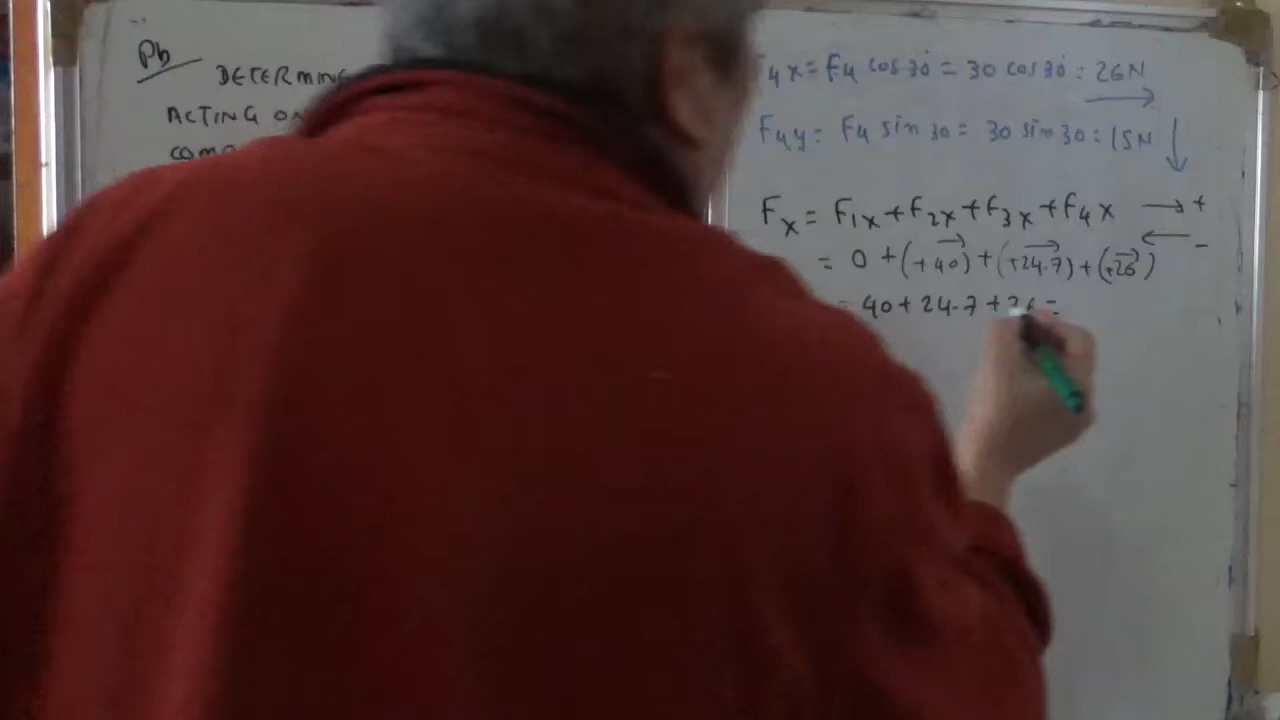 Pb
DETERMINE
ACTING ON
F4x = F4 cos 30° = 30 cos 30° : 26N
→
F4y = F4 sin 30 = 30 sin 30 : 15N ↓
Fx = F1x + F2x + F3x + F4x → +
← -
= 0 + (+40) + (+24.7) + (+26)
= 40 + 24.7 + 26 =